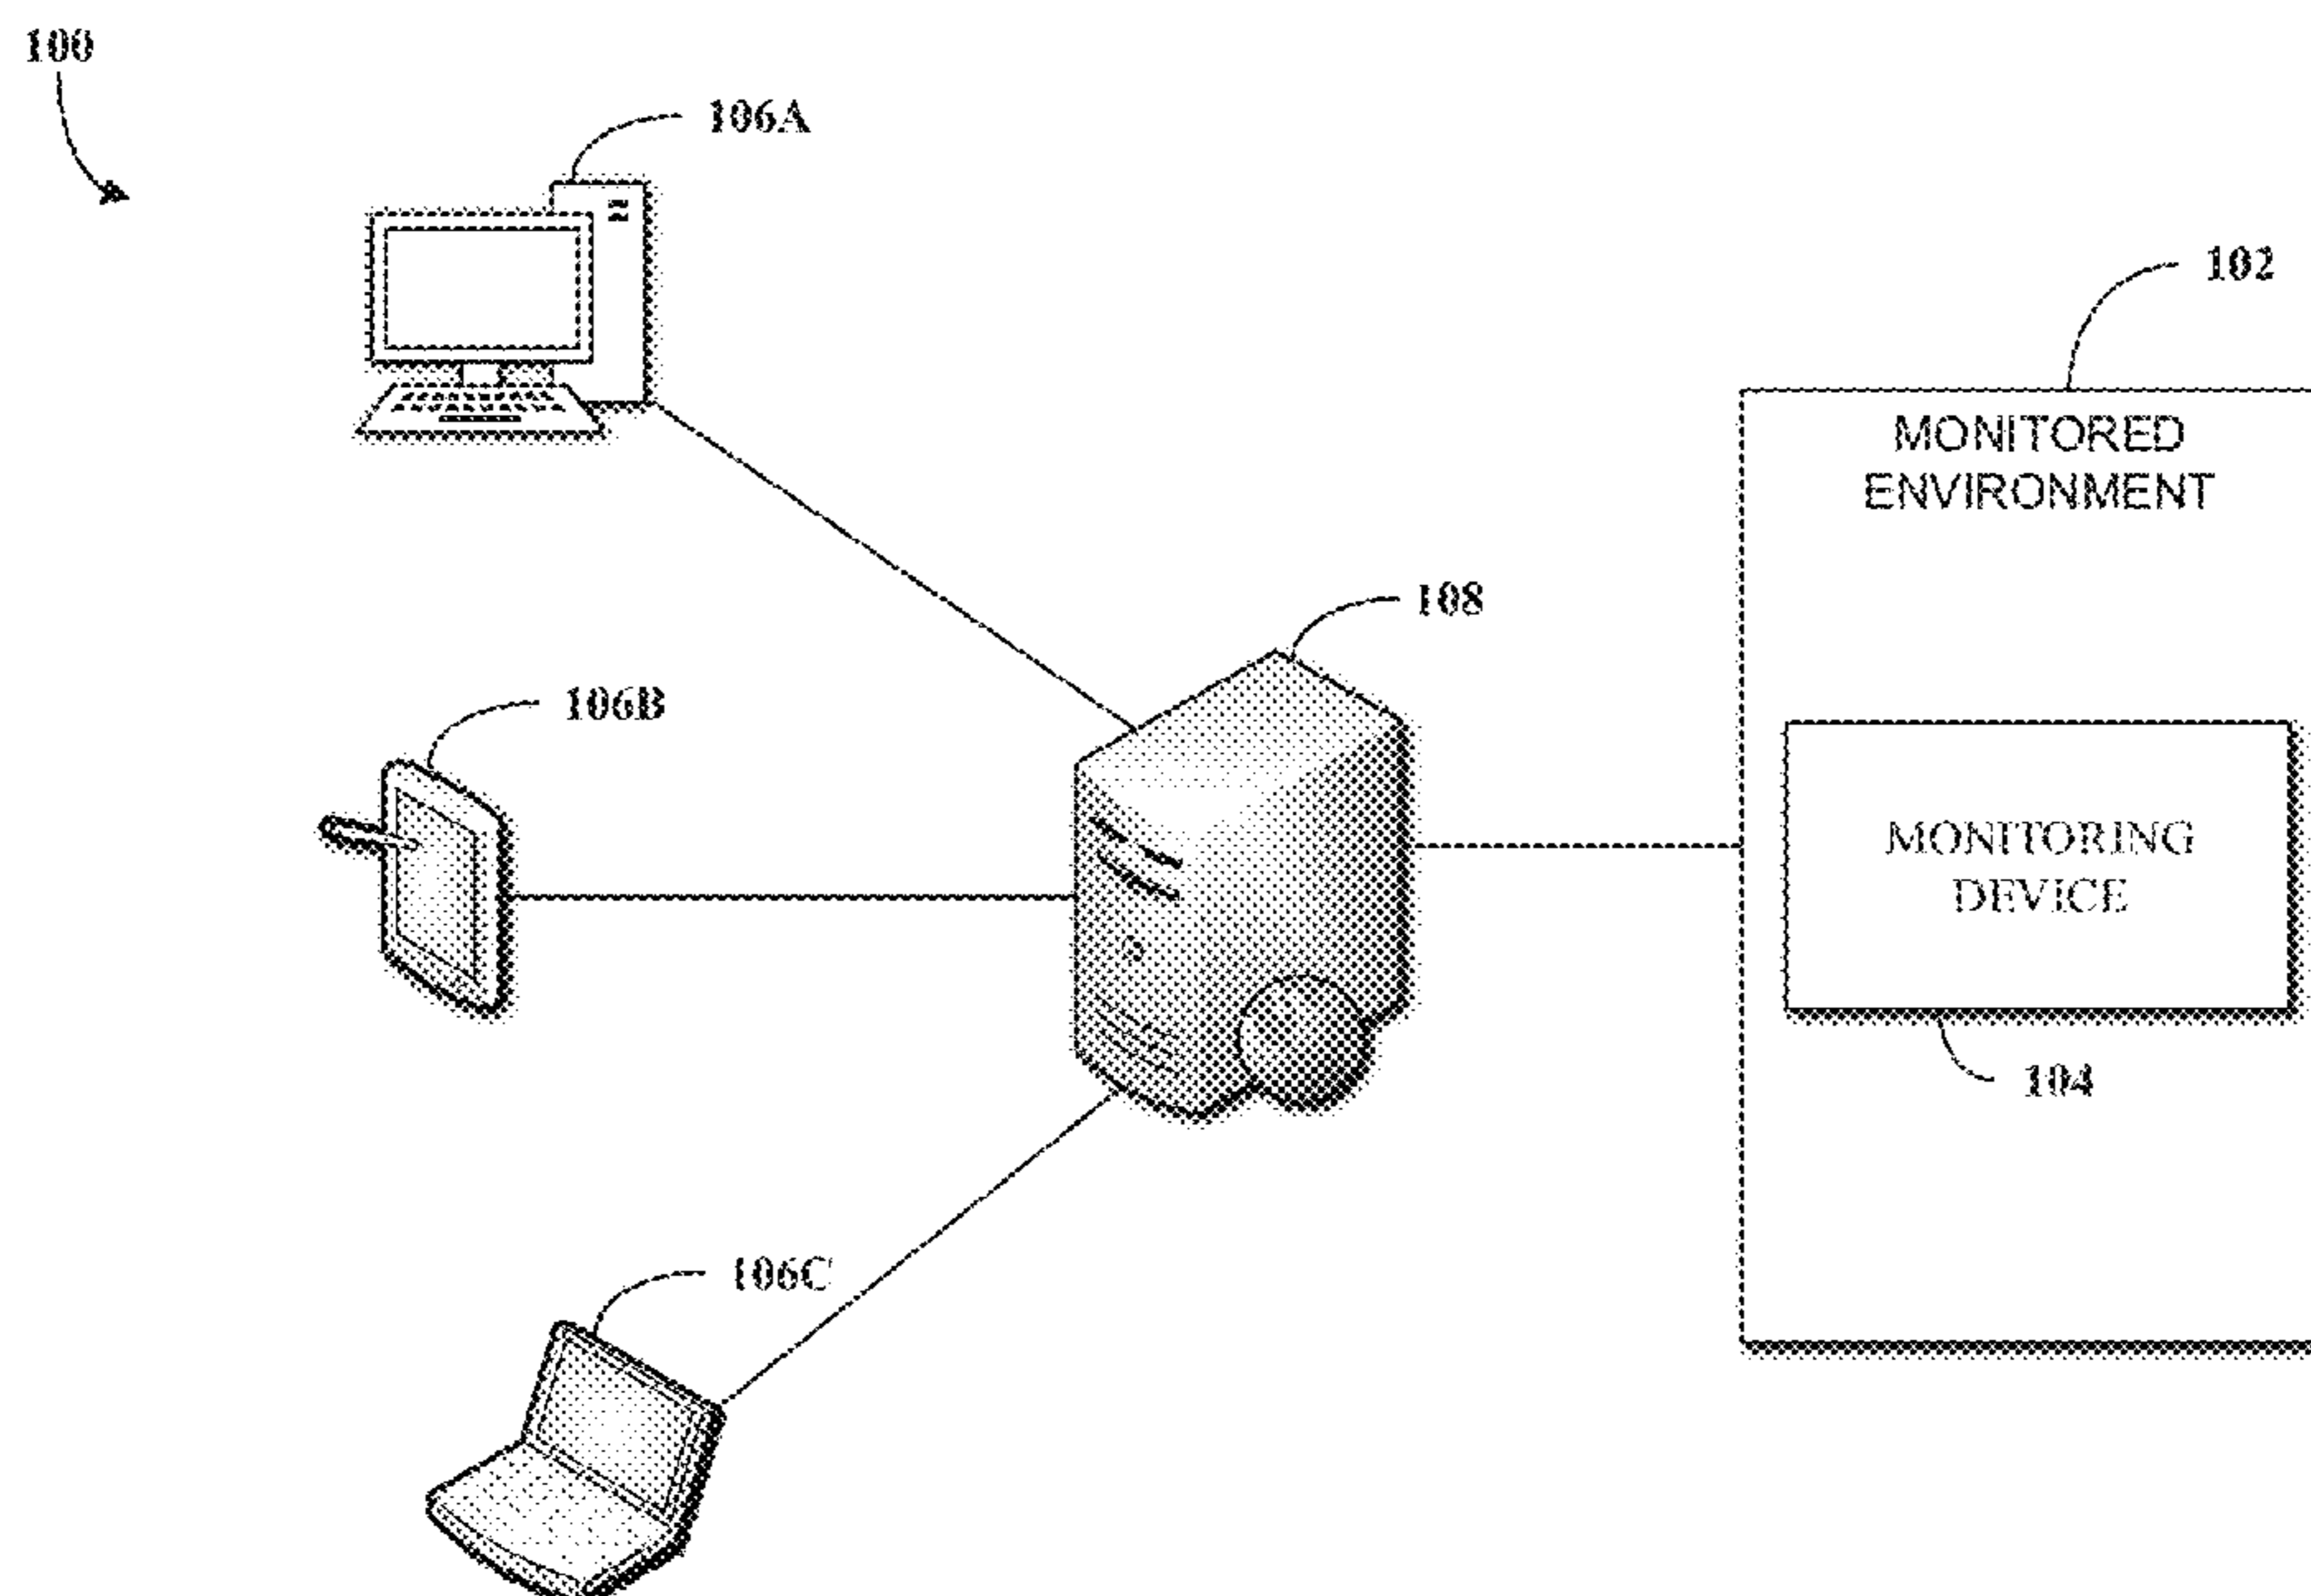 100
106A
102
MONITORED
ENVIRONMENT
108
106B
MONITORING
DEVICE
104
106C